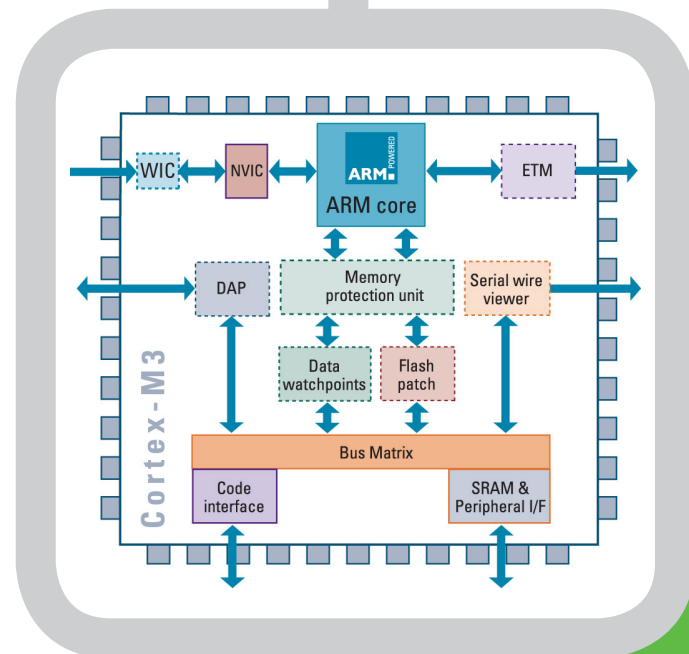 WIC
NVIC
ARM
POWERED
ARM core
ETM
DAP
Memory
protection unit
Serial wire
viewer
Data
watchpoints
Flash
patch
Cortex-M3
Bus Matrix
Code
interface
SRAM &
Peripheral I/F